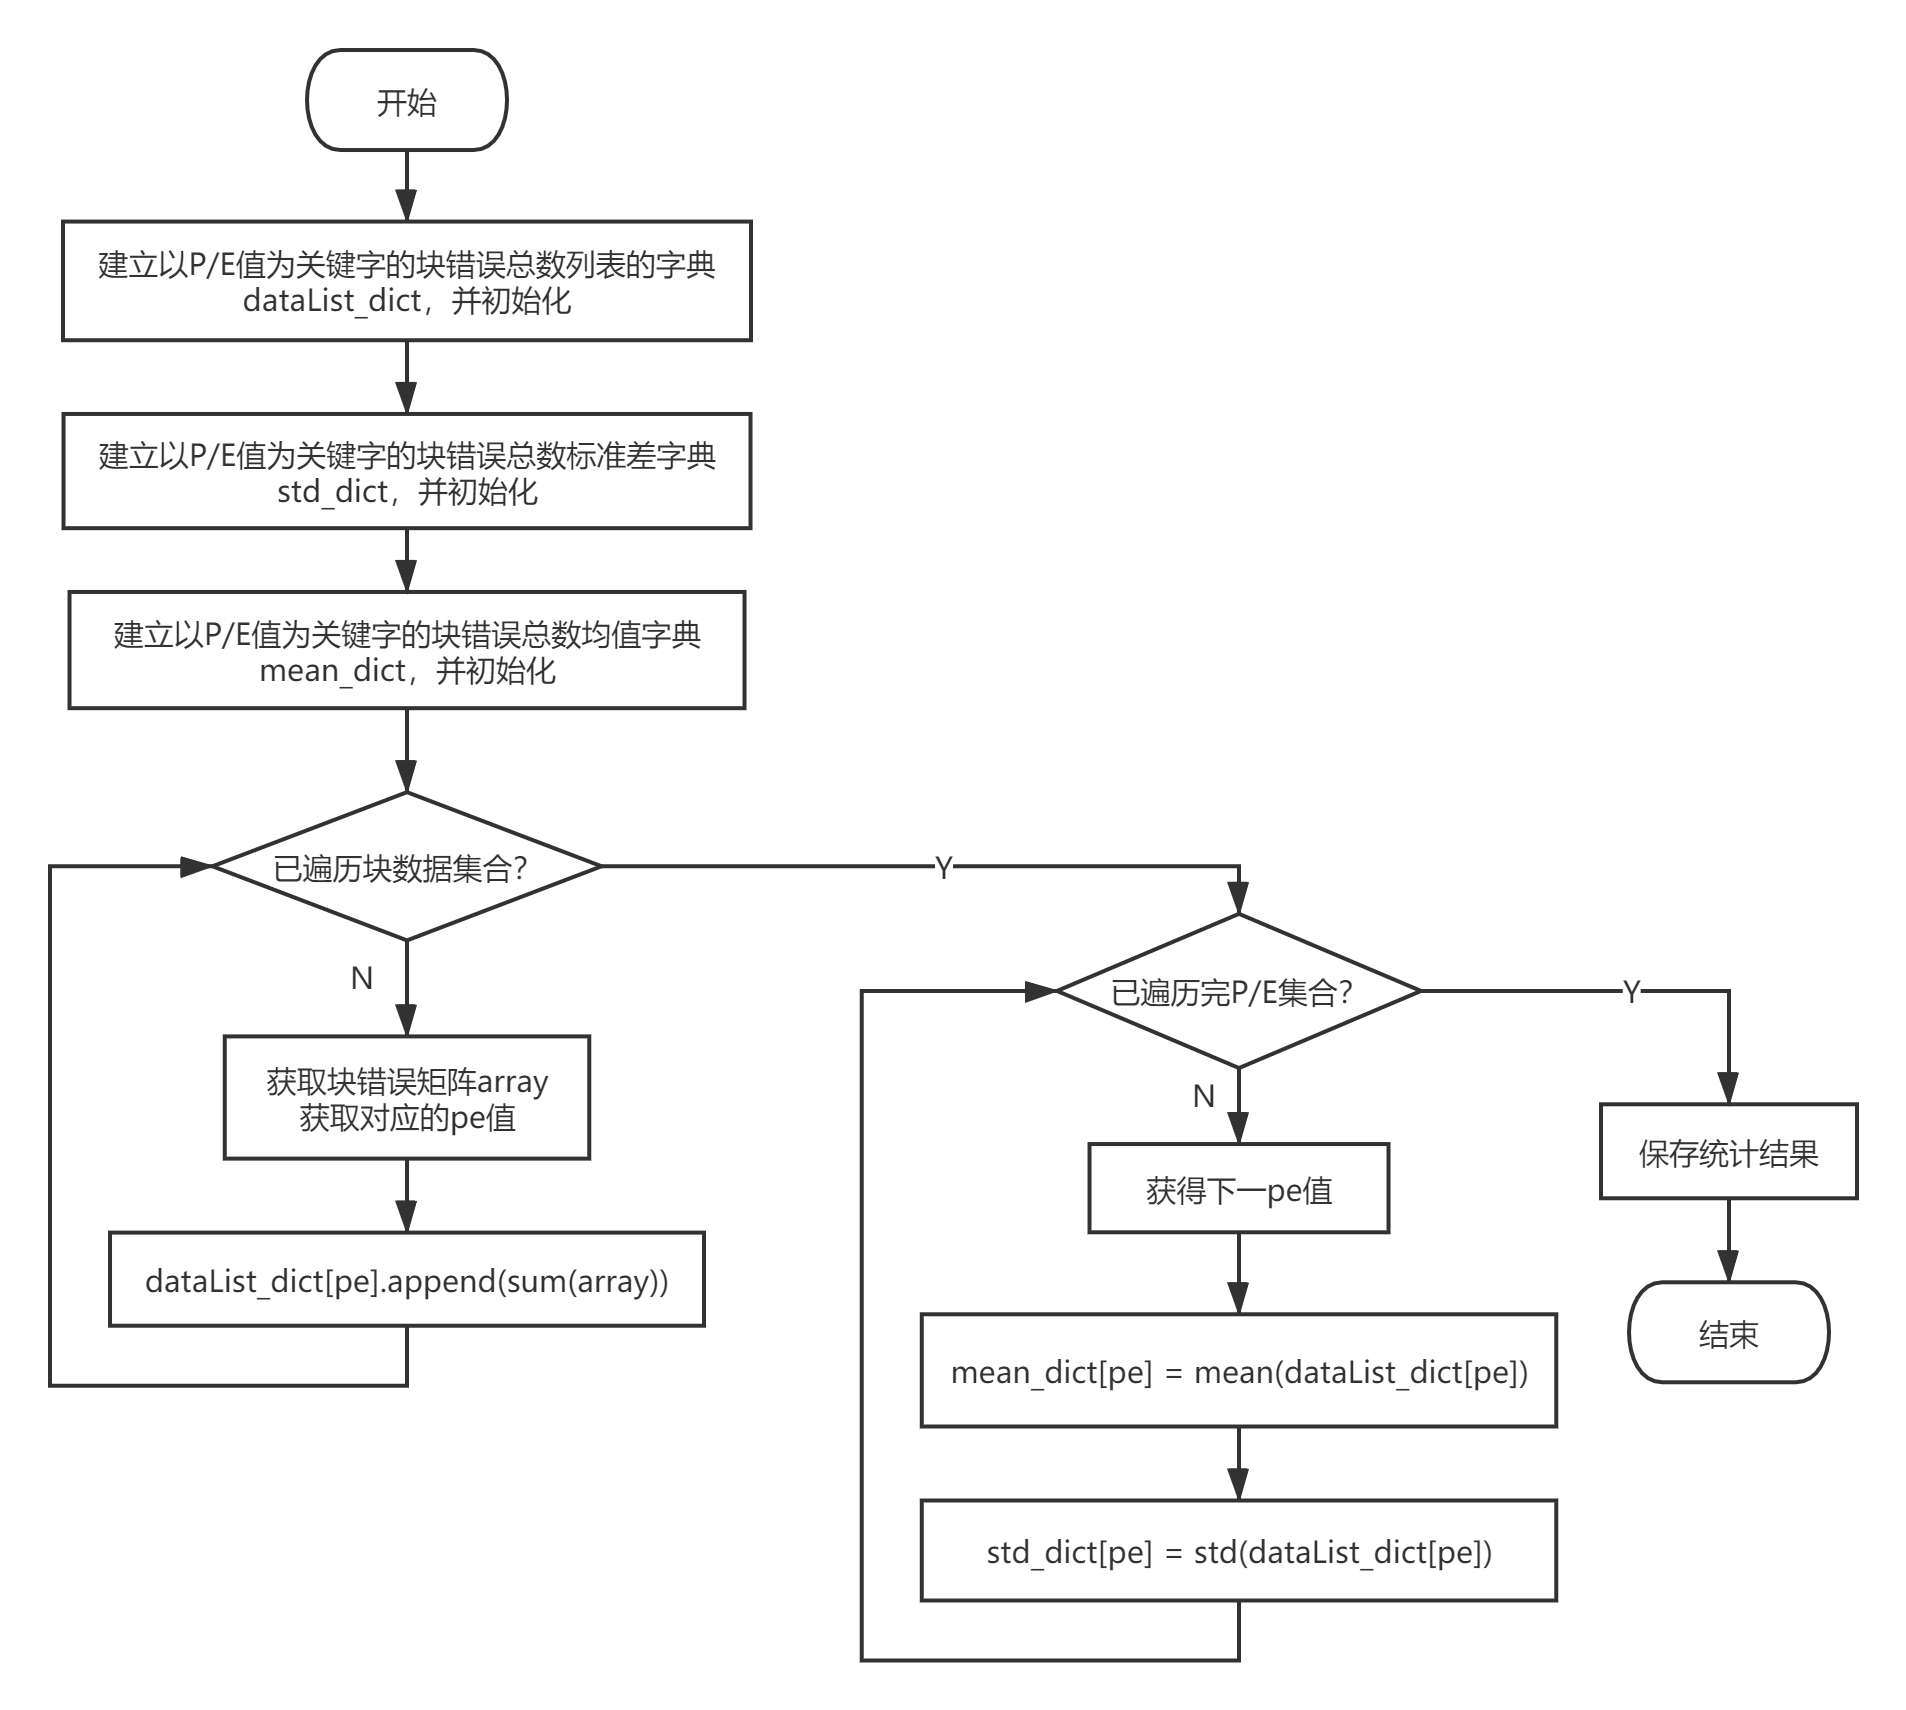 开始
建立以P/E值为关键字的块错误总数列表的字典
dataList_dict，并初始化
建立以P/E值为关键字的块错误总数标准差字典
std_dict，并初始化
建立以P/E值为关键字的块错误总数均值字典
mean_dict，并初始化
已遍历块数据集合？
Y
N
获取块错误矩阵array
获取对应的pe值
dataList_dict[pe].append(sum(array))
已遍历完P/E集合？
Y
N
获得下一pe值
mean_dict[pe] = mean(dataList_dict[pe])
std_dict[pe] = std(dataList_dict[pe])
保存统计结果
结束